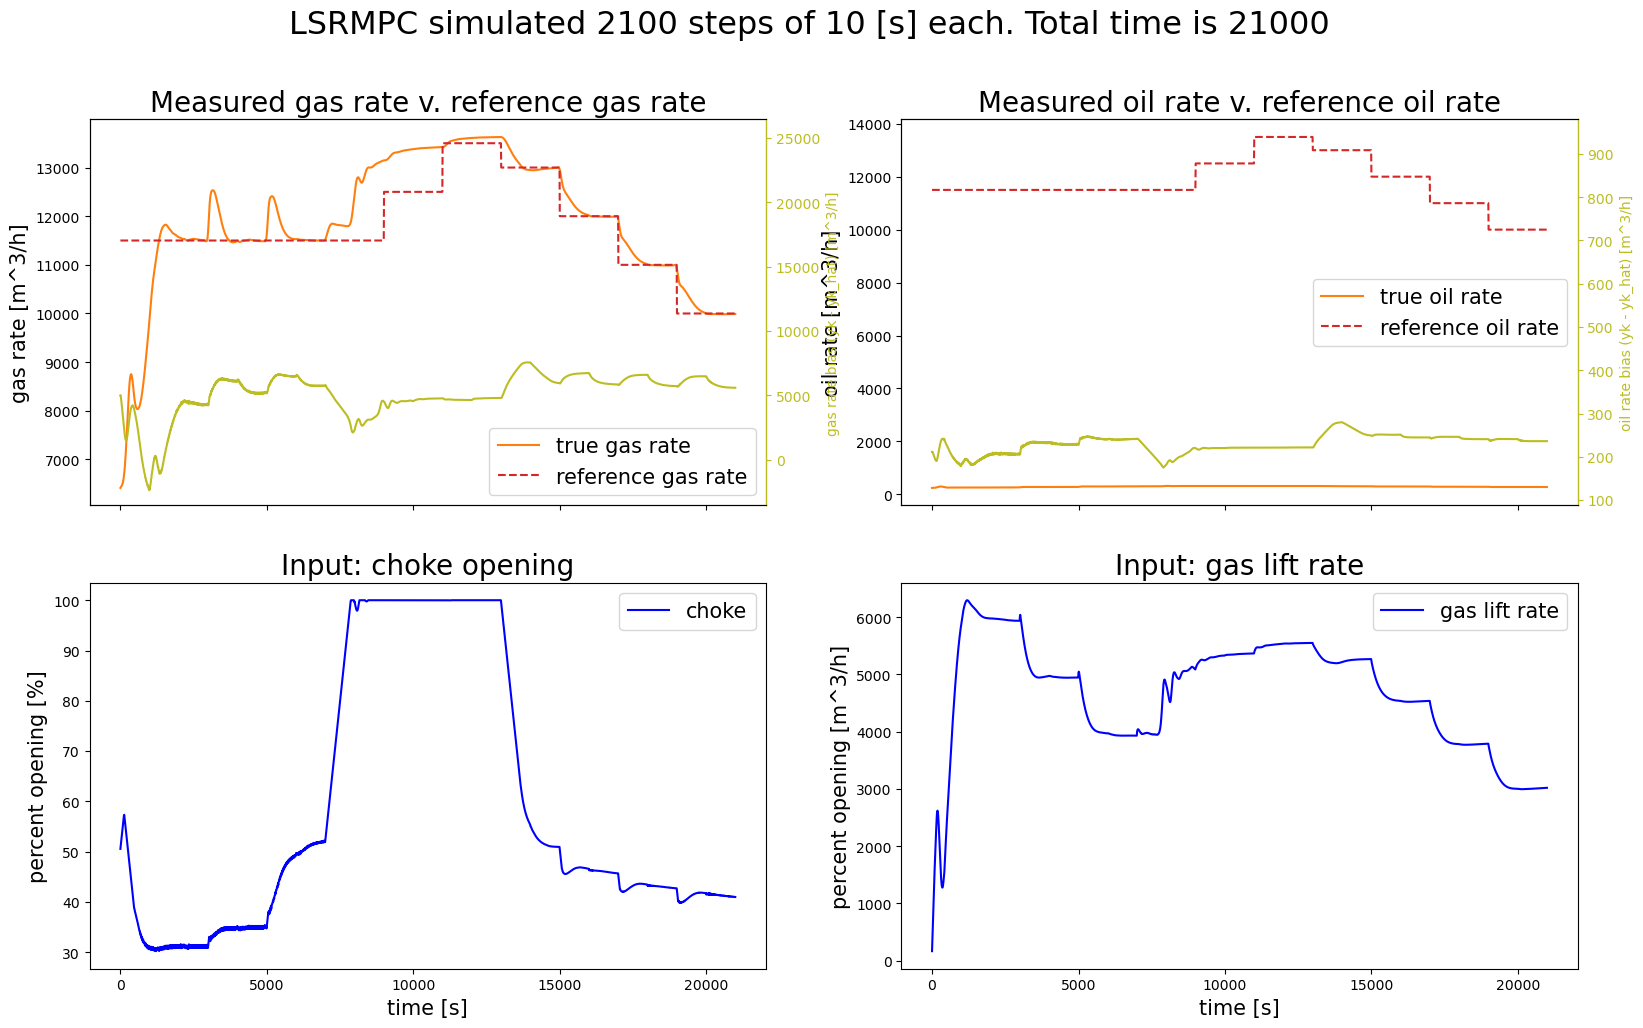 LSRMPC simulated 2100 steps of 10 [s] each. Total time is 21000
Measured gas rate v. reference gas rate
gas rate [m^3/h]
13000
12000
11000
10000
9000
8000
7000
25000
20000
15000
10000
5000
0
gas rate bias (yk - yk_hat) [m^3/h]
true gas rate
reference gas rate
Measured oil rate v. reference oil rate
oil rate [m^3/h]
14000
12000
10000
8000
6000
4000
2000
0
900
800
700
600
500
400
300
200
100
oil rate bias (yk - yk_hat) [m^3/h]
true oil rate
reference oil rate
Input: choke opening
percent opening [%]
100
90
80
70
60
50
40
30
choke
0
5000
10000
15000
20000
time [s]
Input: gas lift rate
percent opening [m^3/h]
6000
5000
4000
3000
2000
1000
0
gas lift rate
0
5000
10000
15000
20000
time [s]